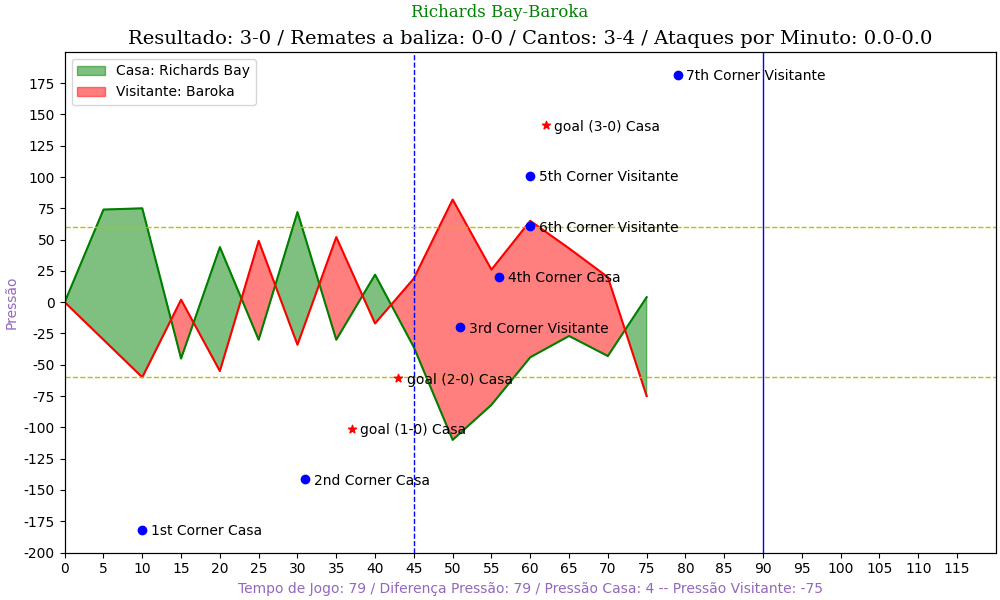 Richards Bay-Baroka
Resultado: 3-0 / Remates a baliza: 0-0 / Cantos: 3-4 / Ataques por Minuto: 0.0-0.0
Casa: Richards Bay
Visitante: Baroka
Pressão
175
150
125
100
75
50
25
0
-25
-50
-75
-100
-125
-150
-175
-200
7th Corner Visitante
goal (3-0) Casa
5th Corner Visitante
6th Corner Visitante
4th Corner Casa
3rd Corner Visitante
goal (2-0) Casa
goal (1-0) Casa
2nd Corner Casa
1st Corner Casa
0 5 10 15 20 25 30 35 40 45 50 55 60 65 70 75 80 85 90 95 100 105 110 115
Tempo de Jogo: 79 / Diferença Pressão: 79 / Pressão Casa: 4 -- Pressão Visitante: -75